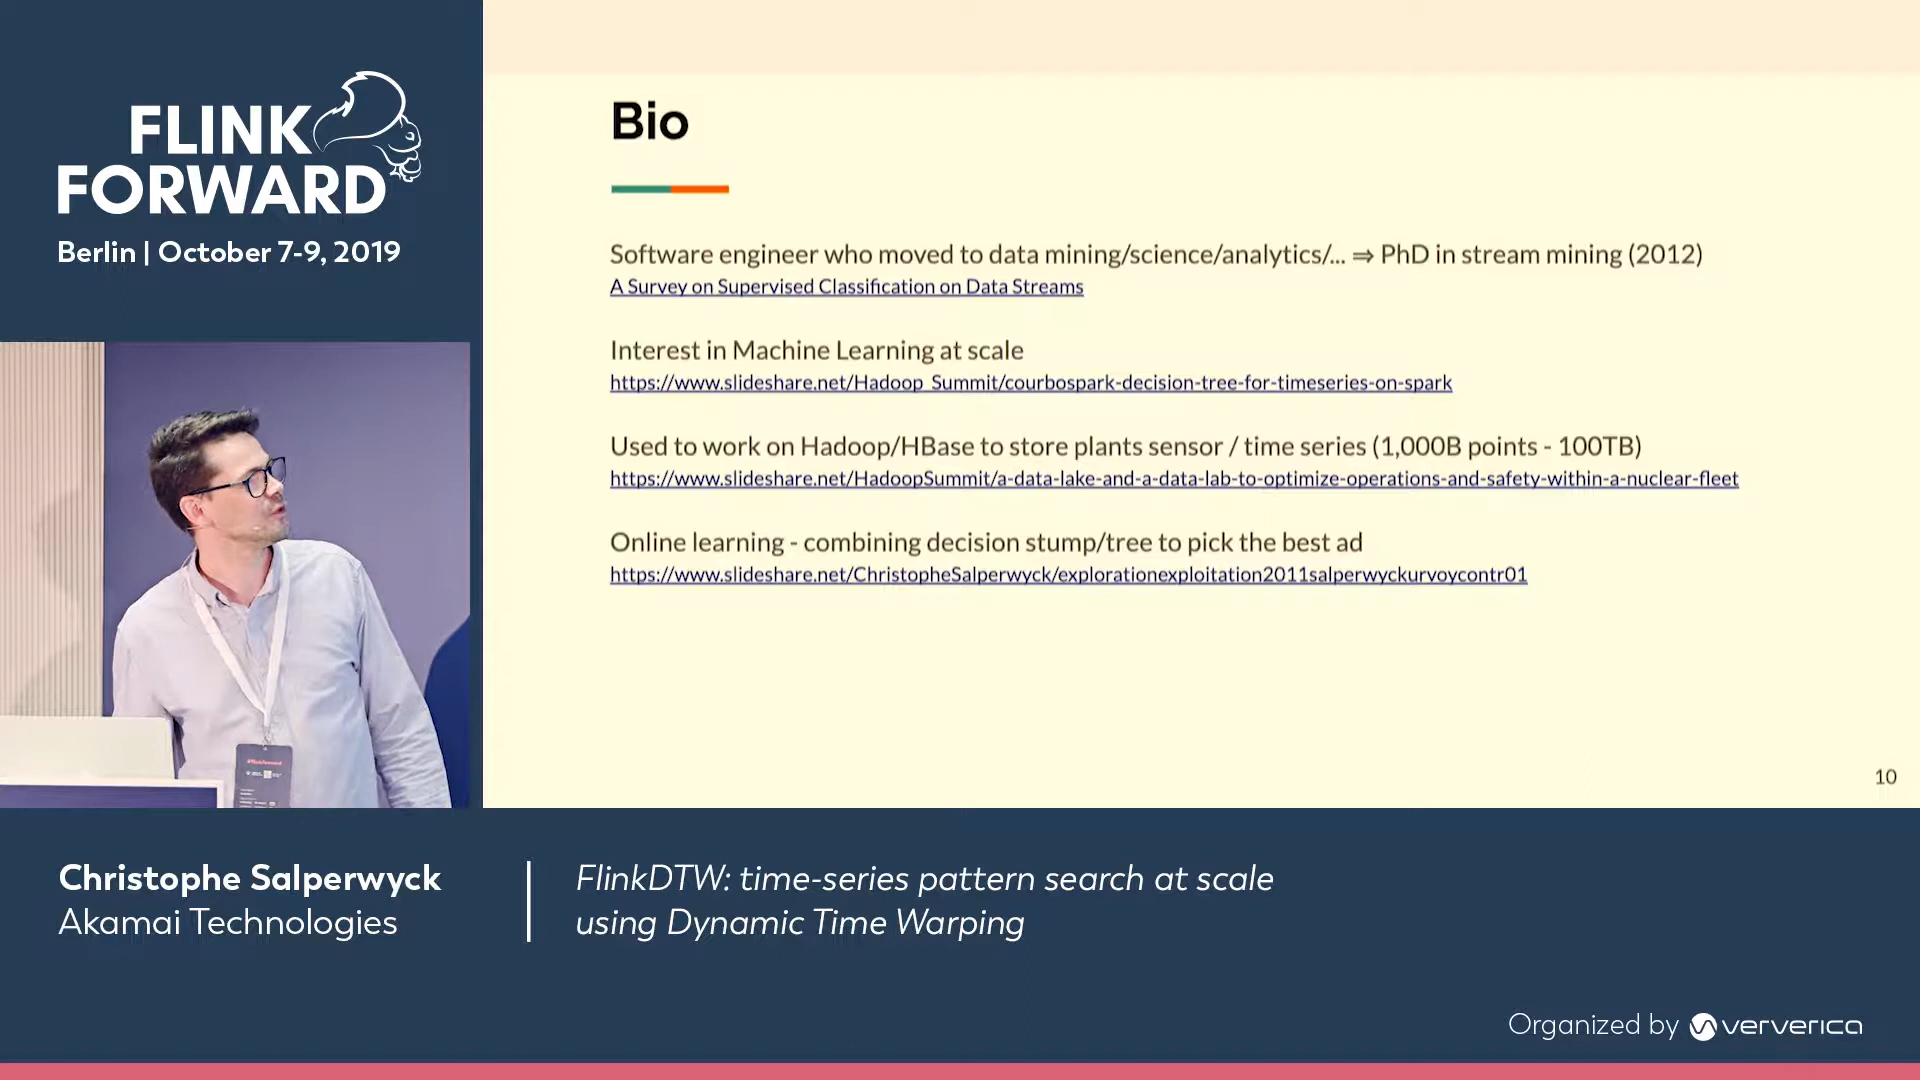 FLINK
FORWARD
Berlin | October 7-9, 2019
Bio
Software engineer who moved to data mining/science/analytics/... ⇒ PhD in stream mining (2012)
A Survey on Supervised Classification on Data Streams
Interest in Machine Learning at scale
https://www.slideshare.net/Hadoop_Summit/courbospark-decision-tree-for-timeseries-on-spark
Used to work on Hadoop/HBase to store plants sensor / time series (1,000B points - 100TB)
https://www.slideshare.net/HadoopSummit/a-data-lake-and-a-data-lab-to-optimize-operations-and-safety-within-a-nuclear-fleet
Online learning - combining decision stump/tree to pick the best ad
https://www.slideshare.net/ChristopheSalperwyck/explorationexploitation2011salperwyckurvoycontr01
10
Christophe Salperwyck
Akamai Technologies
FlinkDTW: time-series pattern search at scale
using Dynamic Time Warping
Organized by ververica